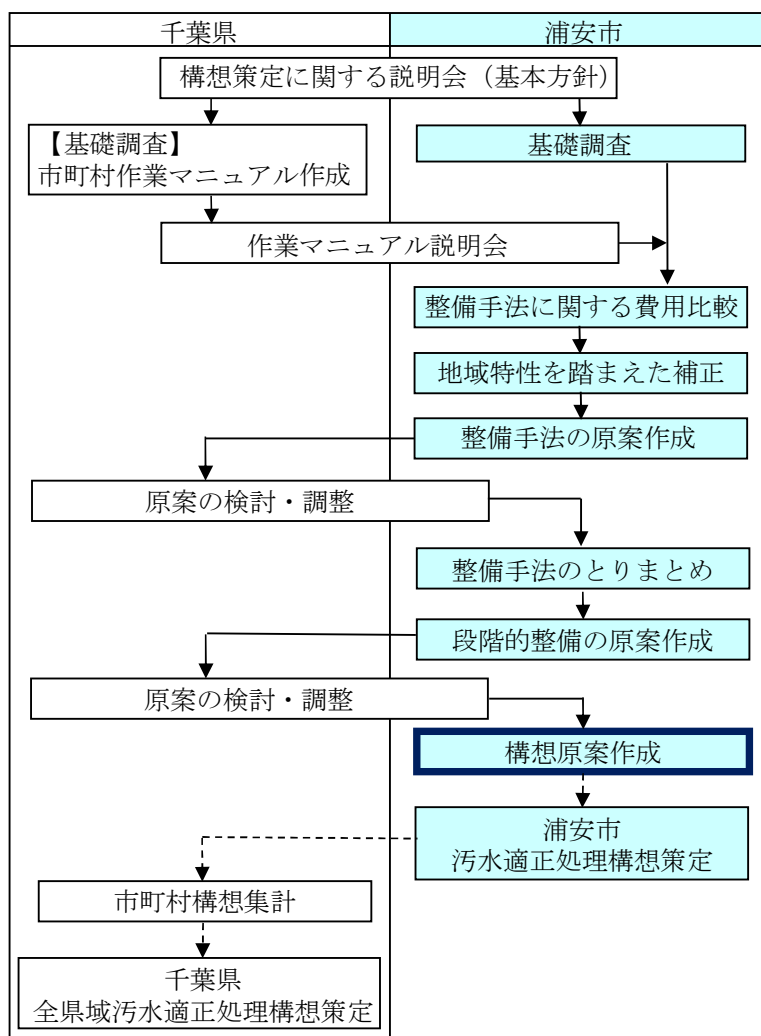 千葉県
浦安市
構想策定に関する説明会（基本方針）
【基礎調査】
市町村作業マニュアル作成
基礎調査
作業マニュアル説明会
整備手法に関する費用比較
地域特性を踏まえた補正
整備手法の原案作成
原案の検討・調整
整備手法のとりまとめ
段階的整備の原案作成
原案の検討・調整
構想原案作成
浦安市
汚水適正処理構想策定
市町村構想集計
千葉県
全県域汚水適正処理構想策定